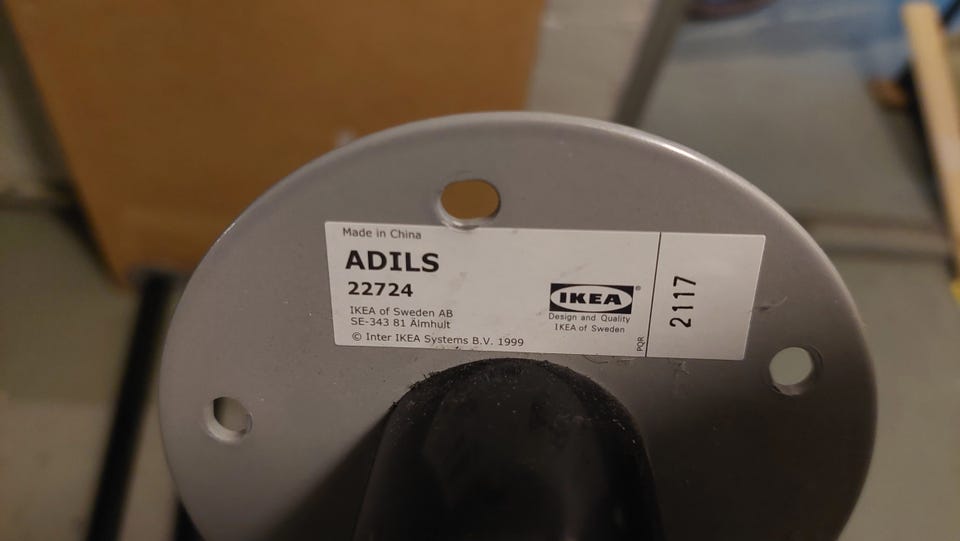 Made in China
ADILS
22724
IKEA of Sweden AB
SE-343 81 Älmhult
© Inter IKEA Systems B.V. 1999
IKEA®
Design and Quality
IKEA of Sweden
PQR
2117